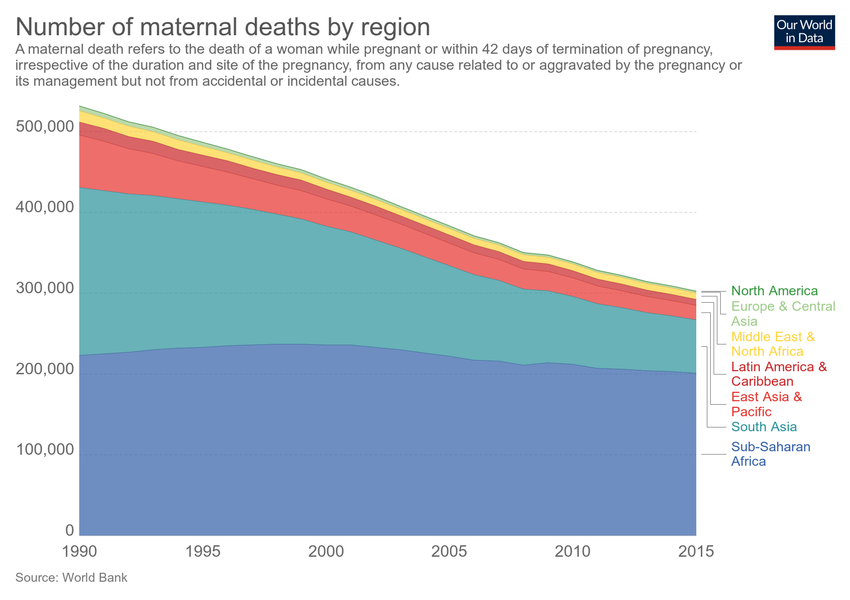 Number of maternal deaths by region
Our World
in Data
A maternal death refers to the death of a woman while pregnant or within 42 days of termination of pregnancy,
irrespective of the duration and site of the pregnancy, from any cause related to or aggravated by the pregnancy or
its management but not from accidental or incidental causes.
500,000
400,000
300,000
200,000
100,000
0
1990
1995
2000
2005
2010
2015
North America
Europe & Central
Asia
Middle East &
North Africa
Latin America &
Caribbean
East Asia &
Pacific
South Asia
Sub-Saharan
Africa
Source: World Bank